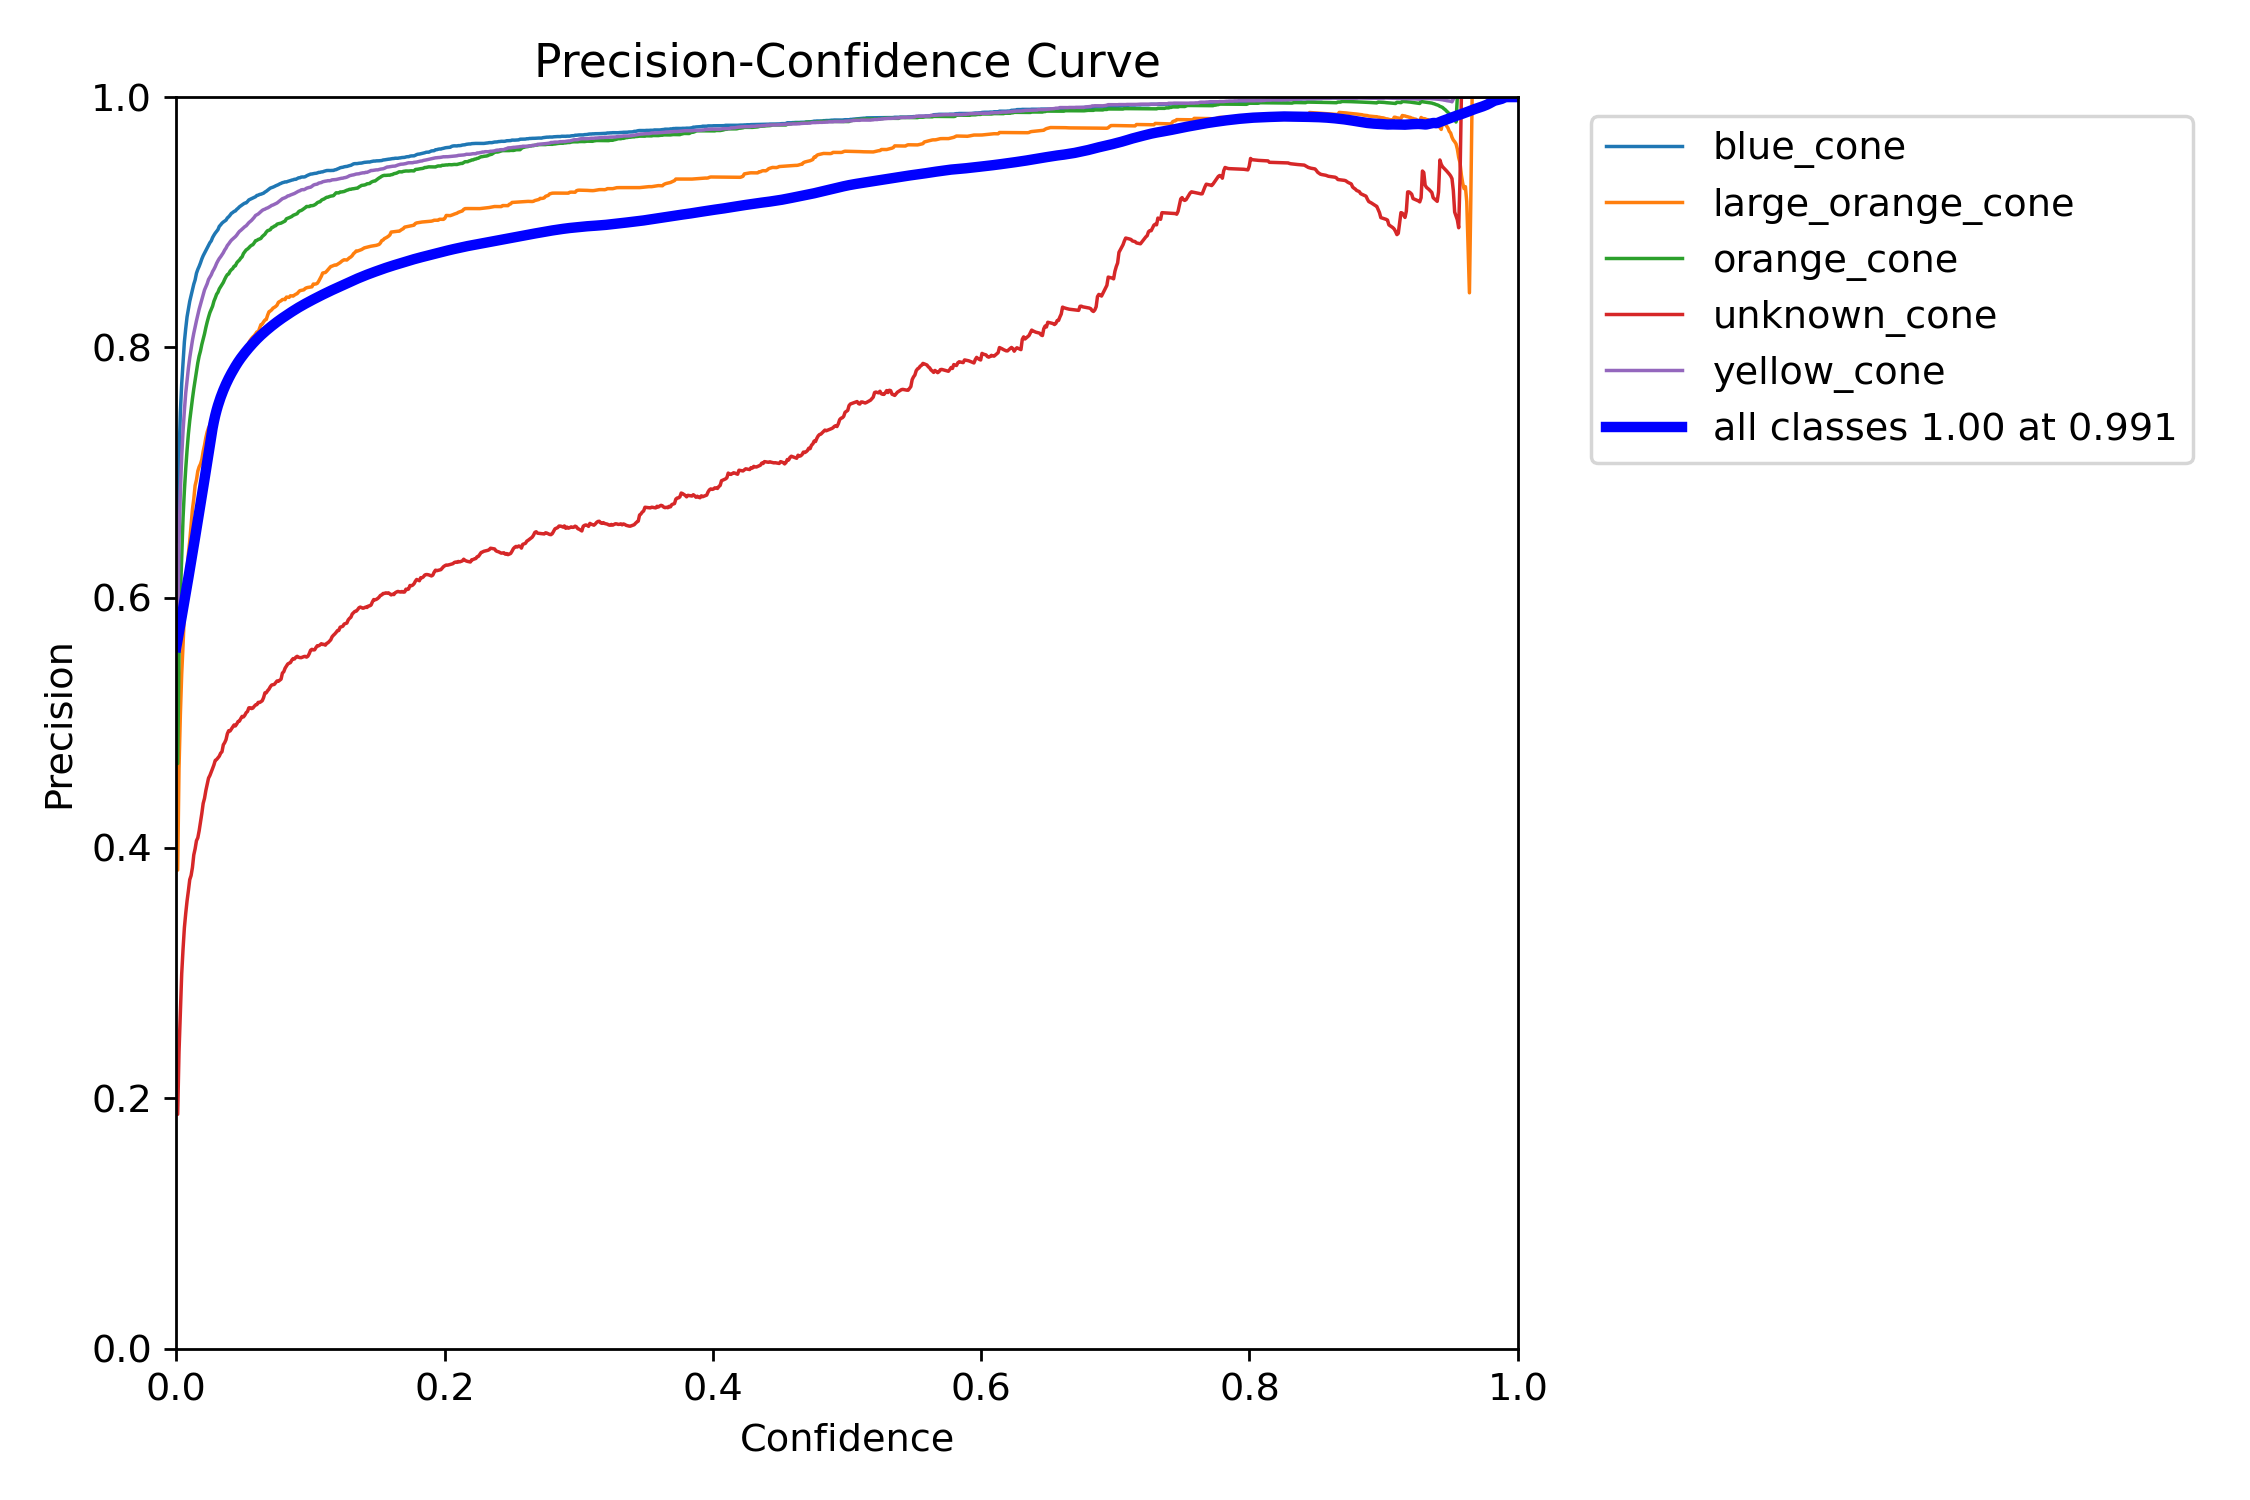 Precision-Confidence Curve
1.0
0.8
0.6
0.4
0.2
0.0
Precision
0.0 0.2 0.4 0.6 0.8 1.0
Confidence
blue_cone
large_orange_cone
orange_cone
unknown_cone
yellow_cone
all classes 1.00 at 0.991